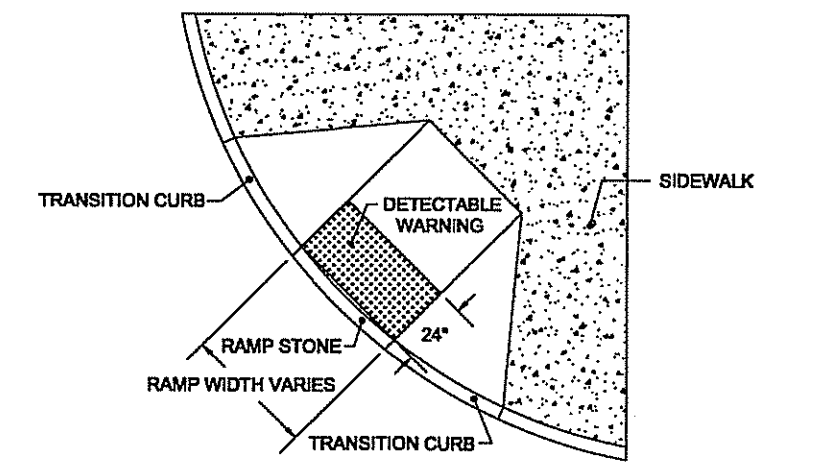 SIDEWALK
TRANSITION CURB
DETECTABLE
WARNING
24"
RAMP STONE
RAMP WIDTH VARIES
TRANSITION CURB